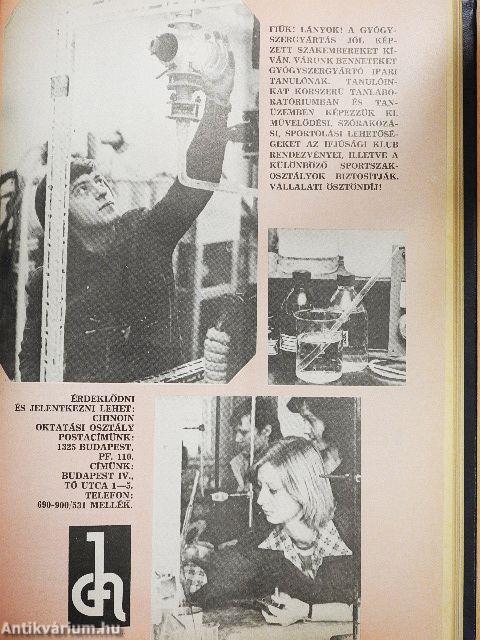 FIÚK! LÁNYOK! A GYÓGY-
SZERGYÁRTÁS JÓL KÉP-
ZETT SZAKEMBEREKET KÍ-
VÁN. VÁRUNK BENNETEKET
GYÓGYSZERGYÁRTÓ IPARI
TANULÓNAK. TANULÓIN-
KAT KORSZERŰ TANLABO-
RATÓRIUMBAN ÉS TAN-
ÜZEMBEN KÉPEZZÜK KI.
MŰVELŐDÉSI, SZÓRAKOZÁ-
SI, SPORTOLÁSI LEHETŐSÉ-
GEKET AZ IFJÚSÁGI KLUB
RENDEZVÉNYEI, ILLETVE A
KÜLÖNBÖZŐ SPORTSZAK-
OSZTÁLYOK BIZTOSÍTJÁK.
VÁLLALATI ÖSZTÖNDÍJ!
ÉRDEKLŐDNI
ÉS JELENTKEZNI LEHET:
CHINOIN
OKTATÁSI OSZTÁLY
POSTACÍMÜNK:
1325 BUDAPEST,
PF. 110.
CÍMÜNK:
BUDAPEST IV.,
TÓ UTCA 1—5.
TELEFON:
690-900/531 MELLÉK.
Antikvárium.hu